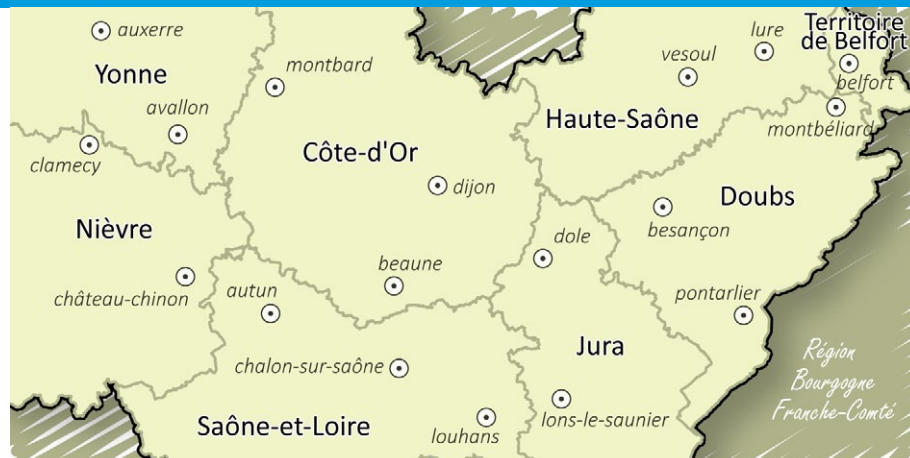 auxerre
Yonne
avallon
clamecy
montbard
Côte-d'Or
dijon
vesoul
lure
Territoire
de Belfort
belfort
Haute-Saône
montbéliard
Doubs
besançon
Nièvre
château-chinon
autun
beaune
dole
pontarlier
chalon-sur-saône
Jura
Saône-et-Loire
louhans
lons-le-saunier
Région
Bourgogne
Franche-Comté